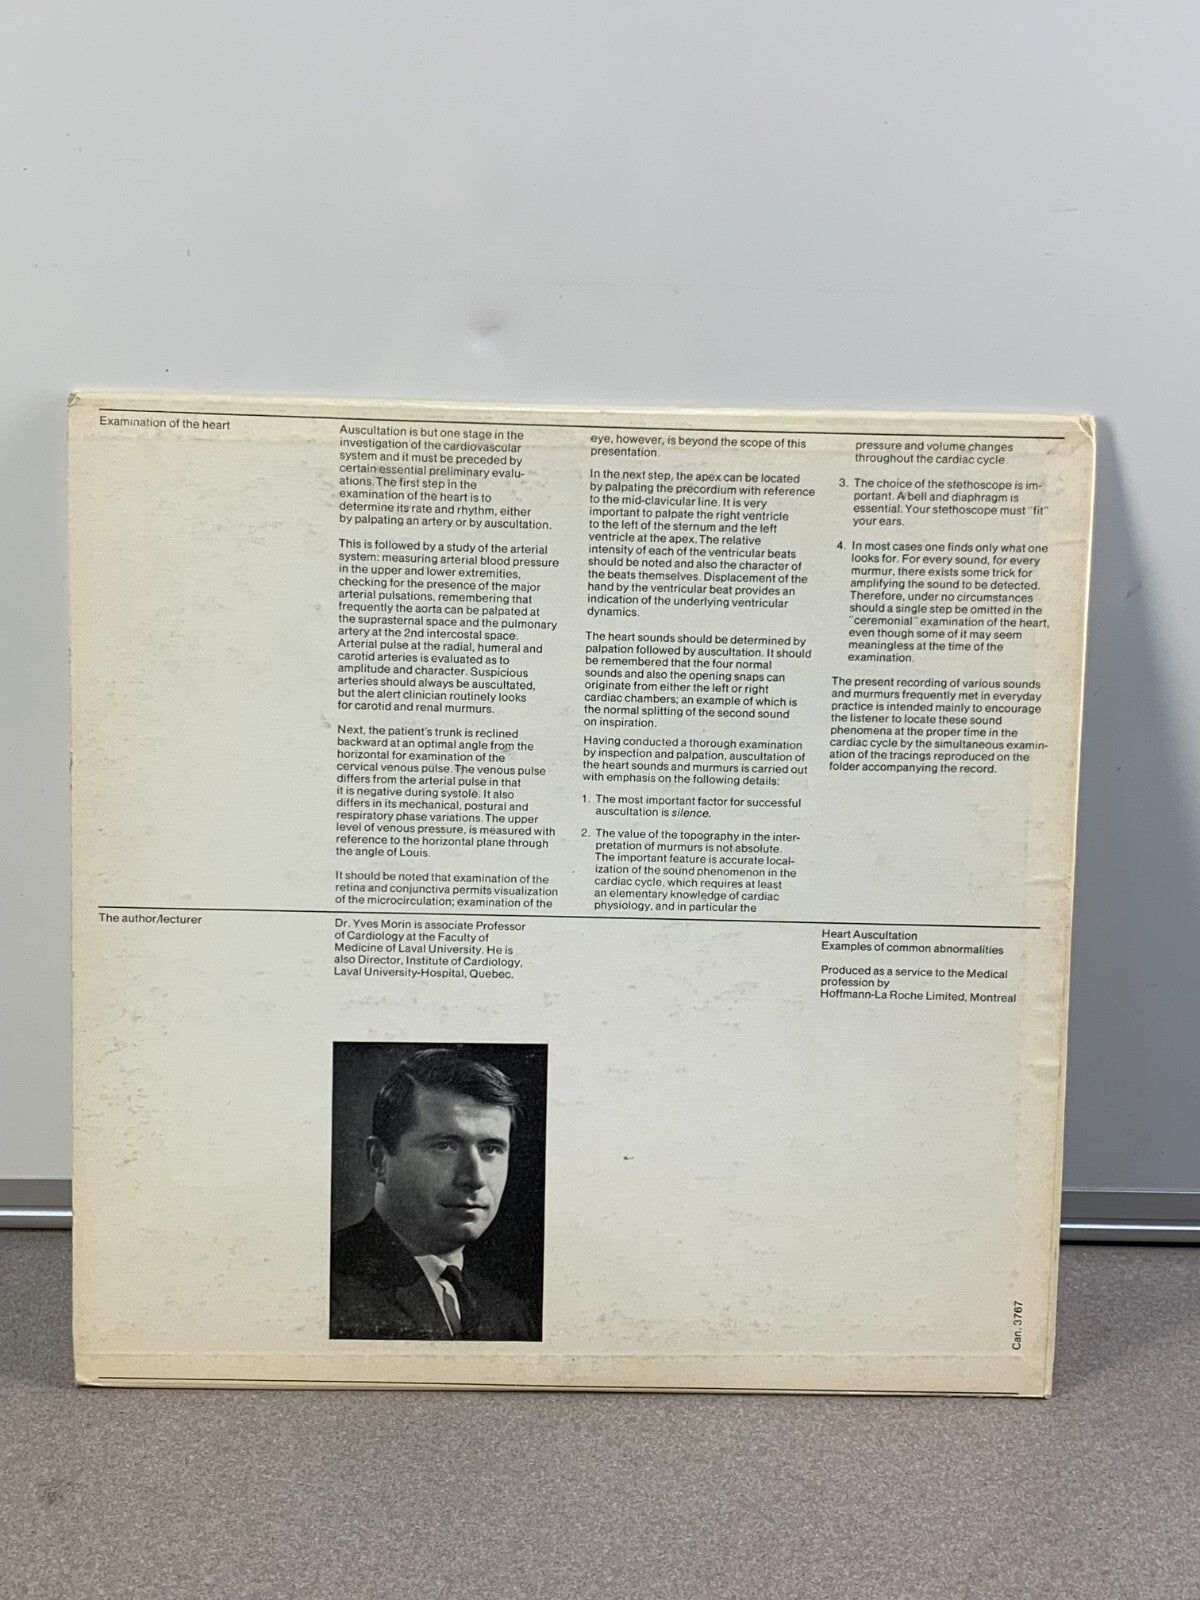 Examination of the heart
Auscultation is but one stage in the
investigation of the cardiovascular
system and it must be preceded by
certain essential preliminary evalu-
ations. The first step in the
examination of the heart is to
determine its rate and rhythm, either
by palpating an artery or by auscultation.
This is followed by a study of the arterial
system: measuring arterial blood pressure
in the upper and lower extremities,
checking for the presence of the major
arterial pulsations, remembering that
frequently the aorta can be palpated at
the suprasternal space and the pulmonary
artery at the 2nd intercostal space.
Arterial pulse at the radial, humeral and
carotid arteries is evaluated as to
amplitude and character. Suspicious
arteries should always be auscultated,
but the alert clinician routinely looks
for carotid and renal murmurs.
Next, the patient's trunk is reclined
backward at an optimal angle from the
horizontal for examination of the
cervical venous pulse. The venous pulse
differs from the arterial pulse in that
it is negative during systole. It also
differs in its mechanical, postural and
respiratory phase variations. The upper
level of venous pressure, is measured with
reference to the horizontal plane through
the angle of Louis.
It should be noted that examination of the
retina and conjunctiva permits visualization
of the microcirculation; examination of the
eye, however, is beyond the scope of this
presentation.
In the next step, the apex can be located
by palpating the precordium with reference
to the mid-clavicular line. It is very
important to palpate the right ventricle
to the left of the sternum and the left
ventricle at the apex. The relative
intensity of each of the ventricular beats
should be noted and also the character of
the beats themselves. Displacement of the
hand by the ventricular beat provides an
indication of the underlying ventricular
dynamics.
The heart sounds should be determined by
palpation followed by auscultation. It should
be remembered that the four normal
sounds and also the opening snaps can
originate from either the left or right
cardiac chambers; an example of which is
the normal splitting of the second sound
on inspiration.
Having conducted a thorough examination
by inspection and palpation, auscultation of
the heart sounds and murmurs is carried out
with emphasis on the following details:
1. The most important factor for successful
auscultation is silence.
2. The value of the topography in the inter-
pretation of murmurs is not absolute.
The important feature is accurate local-
ization of the sound phenomenon in the
cardiac cycle, which requires at least
an elementary knowledge of cardiac
physiology, and in particular the
pressure and volume changes
throughout the cardiac cycle.
3. The choice of the stethoscope is im-
portant. A bell and diaphragm is
essential. Your stethoscope must "fit"
your ears.
4. In most cases one finds only what one
looks for. For every sound, for every
murmur, there exists some trick for
amplifying the sound to be detected.
Therefore, under no circumstances
should a single step be omitted in the
"ceremonial" examination of the heart,
even though some of it may seem
meaningless at the time of the
examination.
The present recording of various sounds
and murmurs frequently met in everyday
practice is intended mainly to encourage
the listener to locate these sound
phenomena at the proper time in the
cardiac cycle by the simultaneous examin-
ation of the tracings reproduced on the
folder accompanying the record.
The author/lecturer
Dr. Yves Morin is associate Professor
of Cardiology at the Faculty of
Medicine of Laval University. He is
also Director, Institute of Cardiology,
Laval University-Hospital, Quebec.
Heart Auscultation
Examples of common abnormalities
Produced as a service to the Medical
profession by
Hoffmann-La Roche Limited, Montreal
Can. 3767